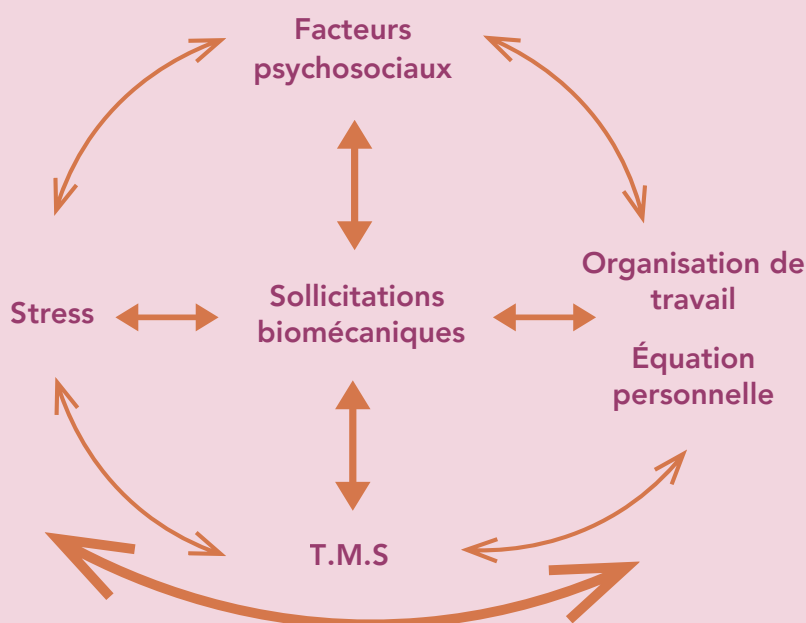 Facteurs
psychosociaux
Organisation de
travail
Stress
Sollicitations
biomécaniques
Équation
personnelle
T.M.S